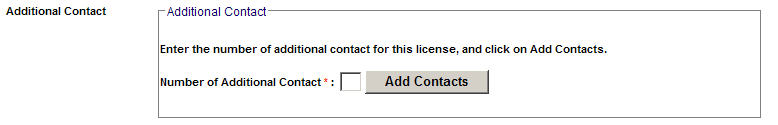 Additional Contact
Additional Contact
Enter the number of additional contact for this license, and click on Add Contacts.
Number of Additional Contact * : Add Contacts